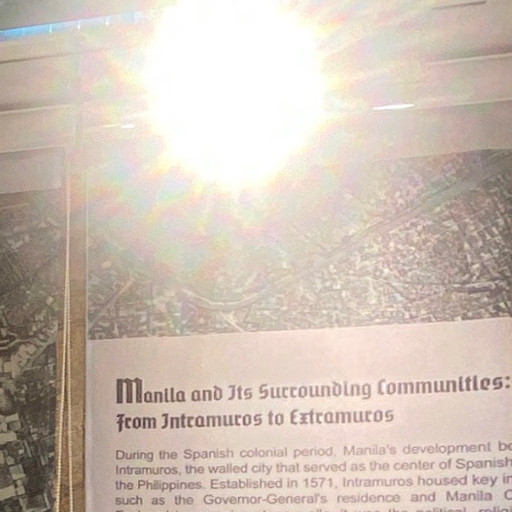 Manila and Its Surrounding Communities:
From Intramuros to Extramuros
During the Spanish colonial period, Manila's development
Intramuros, the walled city that served as the center of Spanish
the Philippines. Established in 1571, Intramuros housed key
such as the Governor-General's residence and Manila